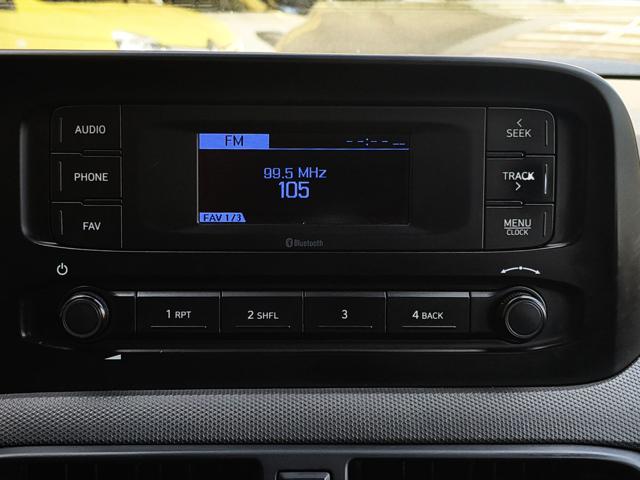 AUDIO
PHONE
FAV
FM
--:-- --
99.5 MHz
105
FAV 1/3
SEEK
TRACK
MENU
CLOCK
Bluetooth
1 RPT
2 SHFL
3
4 BACK